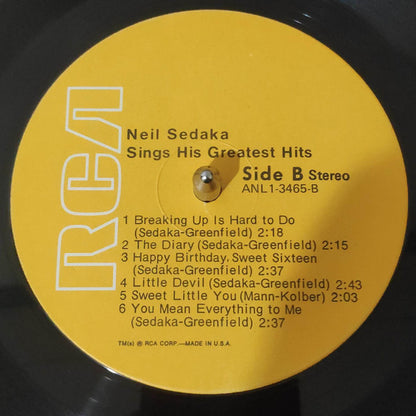 RCA
Neil Sedaka
Sings His Greatest Hits
Side B Stereo
ANL1-3465-B
1 Breaking Up Is Hard to Do
(Sedaka-Greenfield) 2:18
2 The Diary (Sedaka-Greenfield) 2:15
3 Happy Birthday, Sweet Sixteen
(Sedaka-Greenfield) 2:37
4 Little Devil (Sedaka-Greenfield) 2:43
5 Sweet Little You (Mann-Kolber) 2:03
6 You Mean Everything to Me
(Sedaka-Greenfield) 2:37
TM(s) ® RCA CORP.—MADE IN U.S.A.